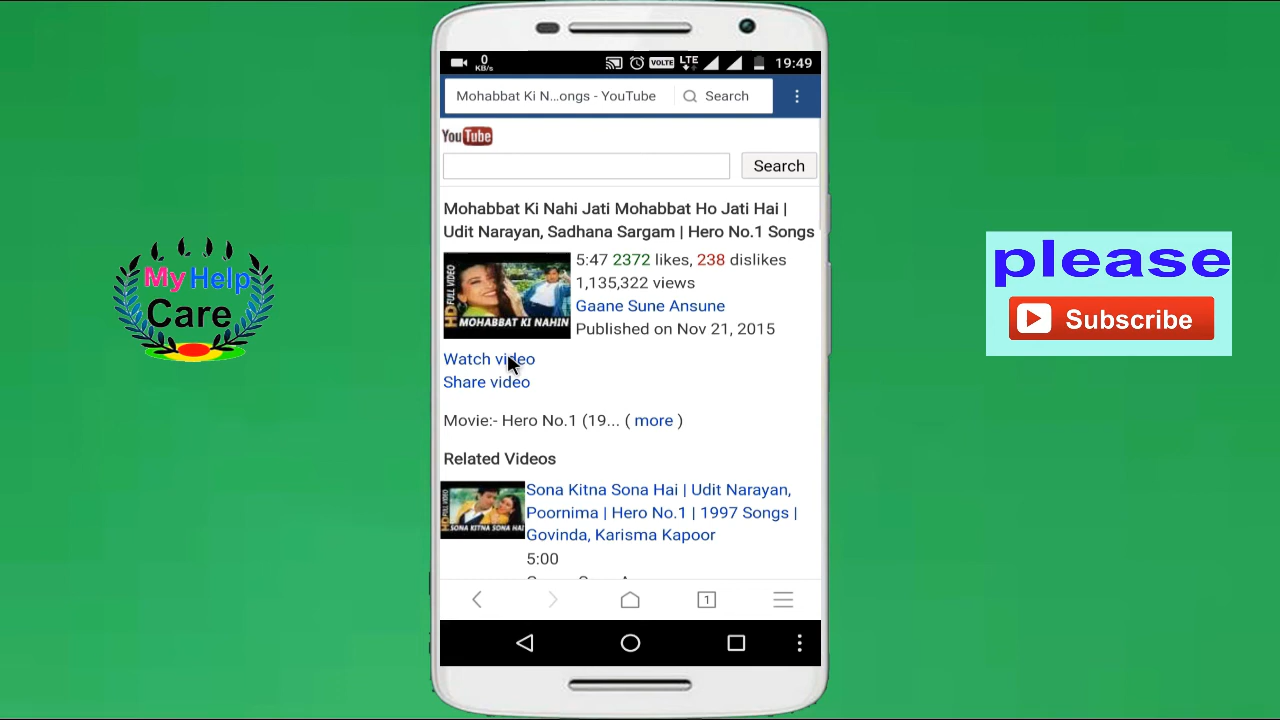 0
KB/s
VOLTE
LTE
19:49
Mohabbat Ki N...ongs - YouTube
Search
YouTube
Search
Mohabbat Ki Nahi Jati Mohabbat Ho Jati Hai |
Udit Narayan, Sadhana Sargam | Hero No.1 Songs
HD FULL VIDEO
MOHABBAT KI NAHIN
5:47 2372 likes, 238 dislikes
1,135,322 views
Gaane Sune Ansune
Published on Nov 21, 2015
Watch video
Share video
Movie:- Hero No.1 (19... ( more )
Related Videos
HD FULL VIDEO
SONA KITNA SONA HAI
Sona Kitna Sona Hai | Udit Narayan,
Poornima | Hero No.1 | 1997 Songs |
Govinda, Karisma Kapoor
5:00
1
My Help
Care
please
Subscribe